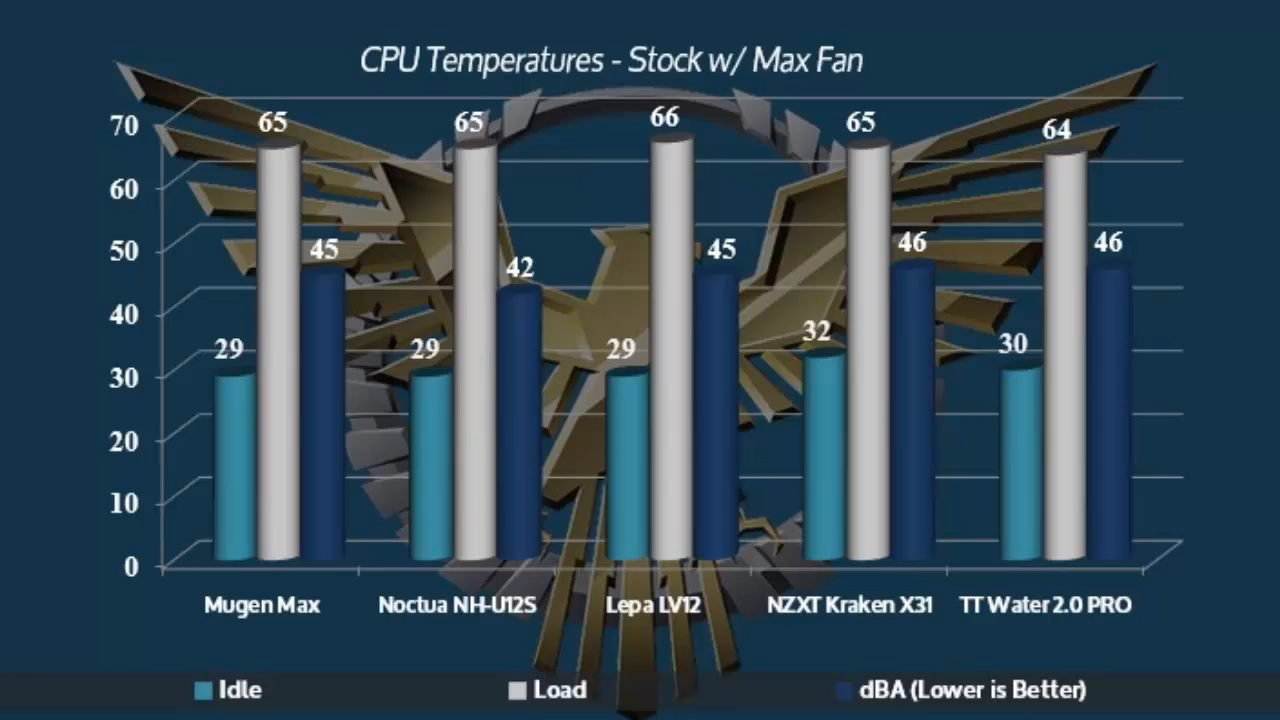 CPU Temperatures - Stock w/ Max Fan
70
60
50
40
30
20
10
0
29
65
45
29
65
42
29
66
45
32
65
46
30
64
46
Mugen Max
Noctua NH-U12S
Lepa LV12
NZXT Kraken X31
TT Water 2.0 PRO
Idle
Load
dBA (Lower is Better)